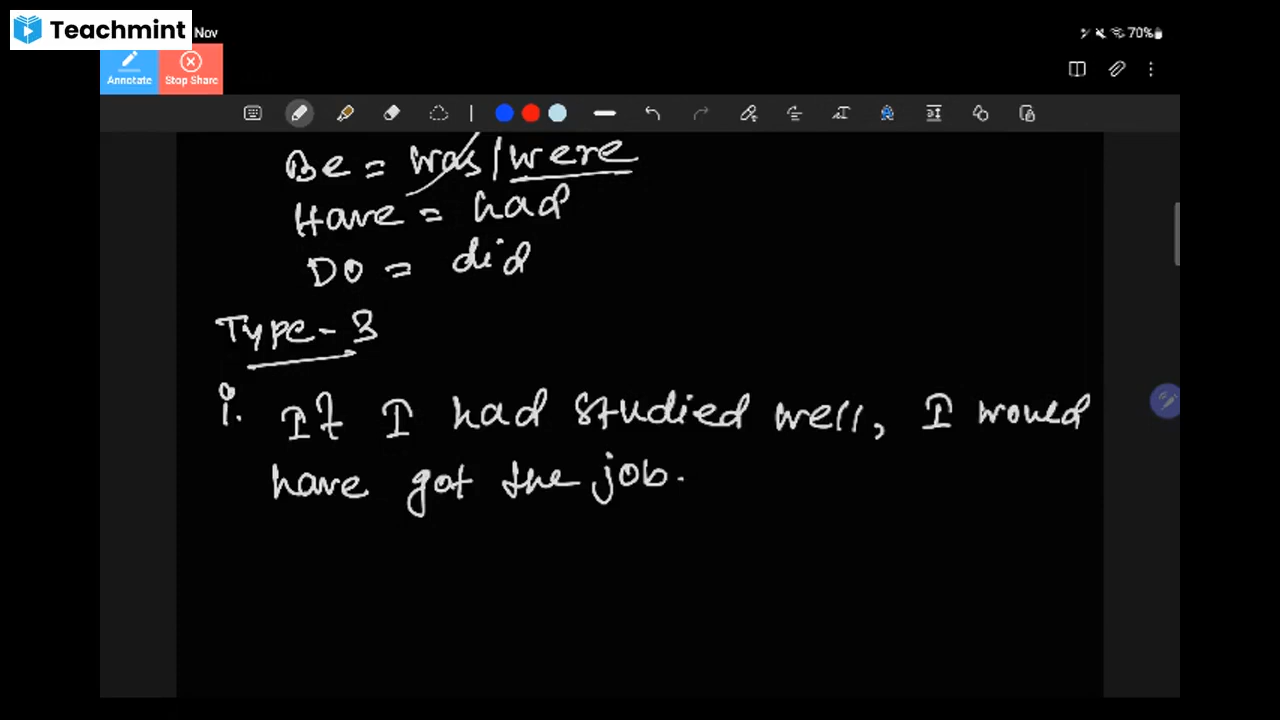 Teachmint
Nov
70%
Annotate
Stop Share
Be = was/were
Have = had
DO = did
Type - 3
i. If I had studied well, I would
have got the job.